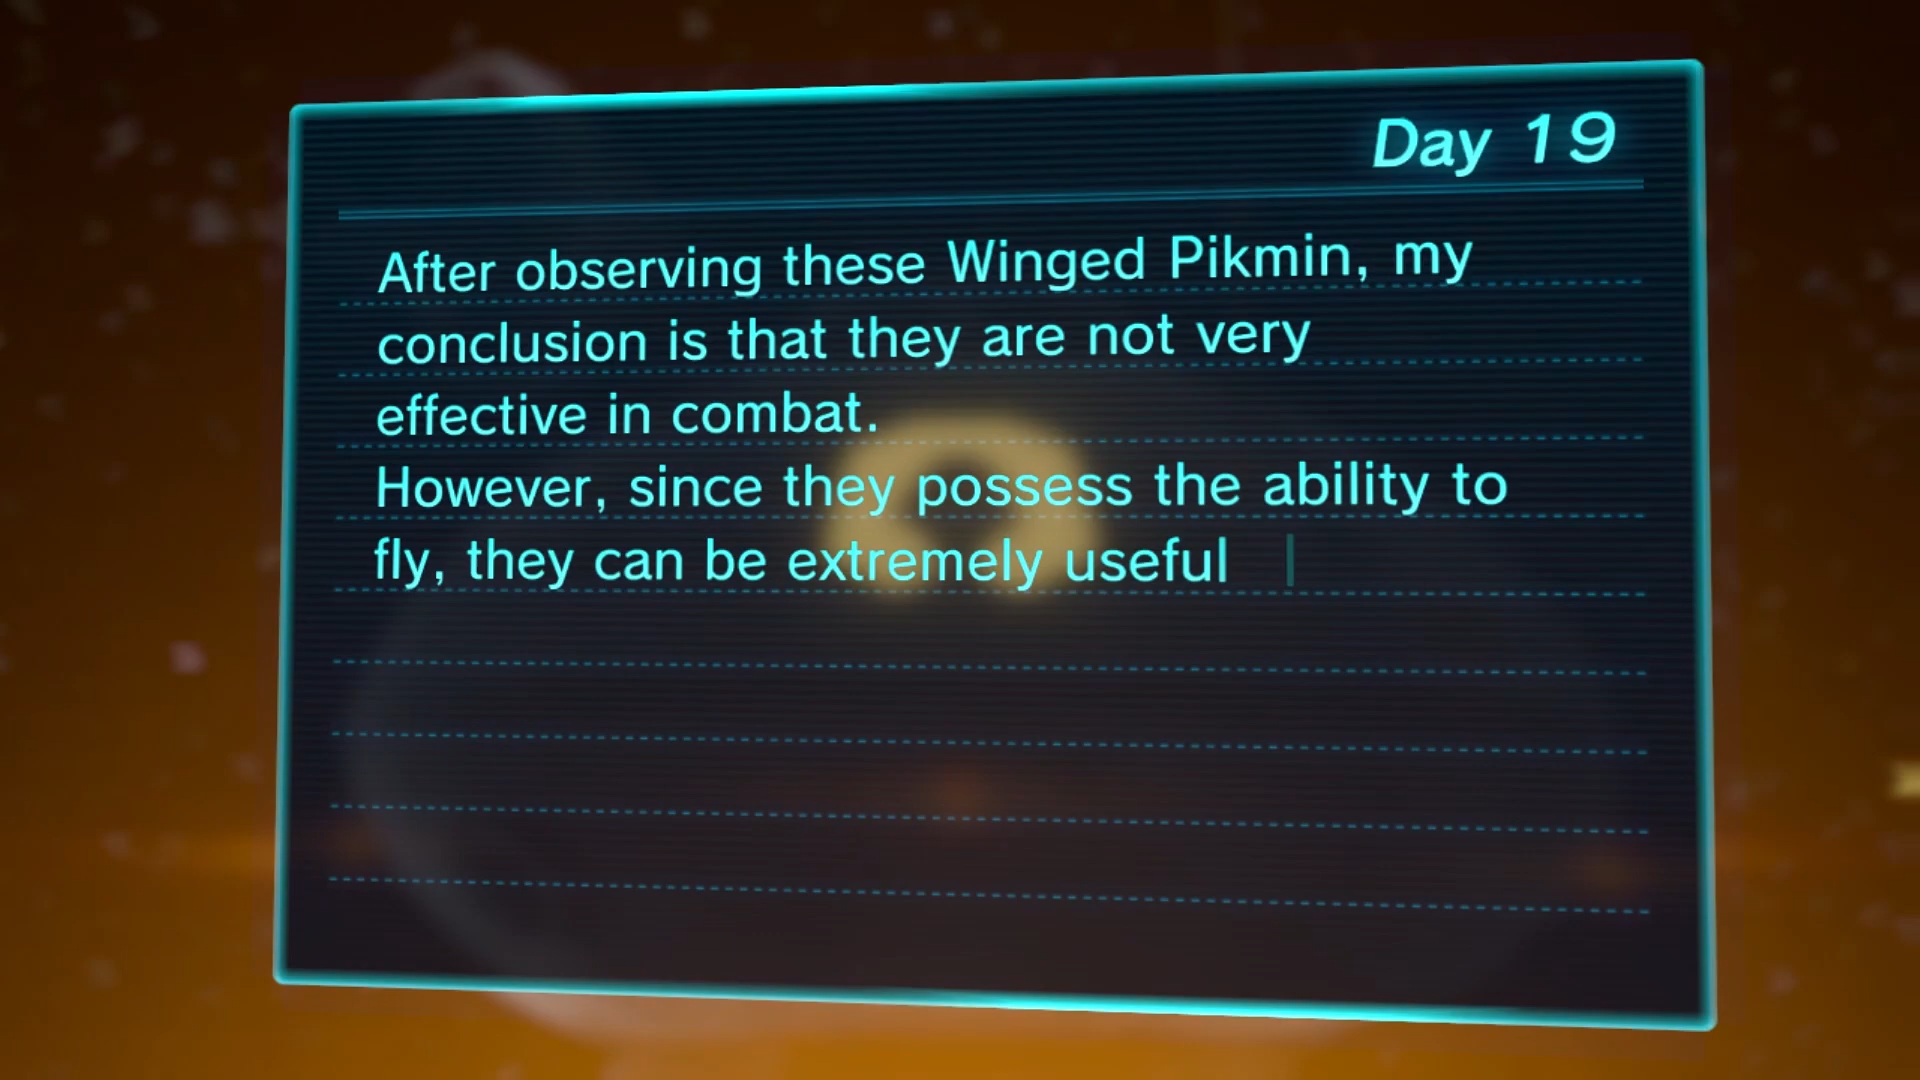 Day 19
After observing these Winged Pikmin, my
conclusion is that they are not very
effective in combat.
However, since they possess the ability to
fly, they can be extremely useful